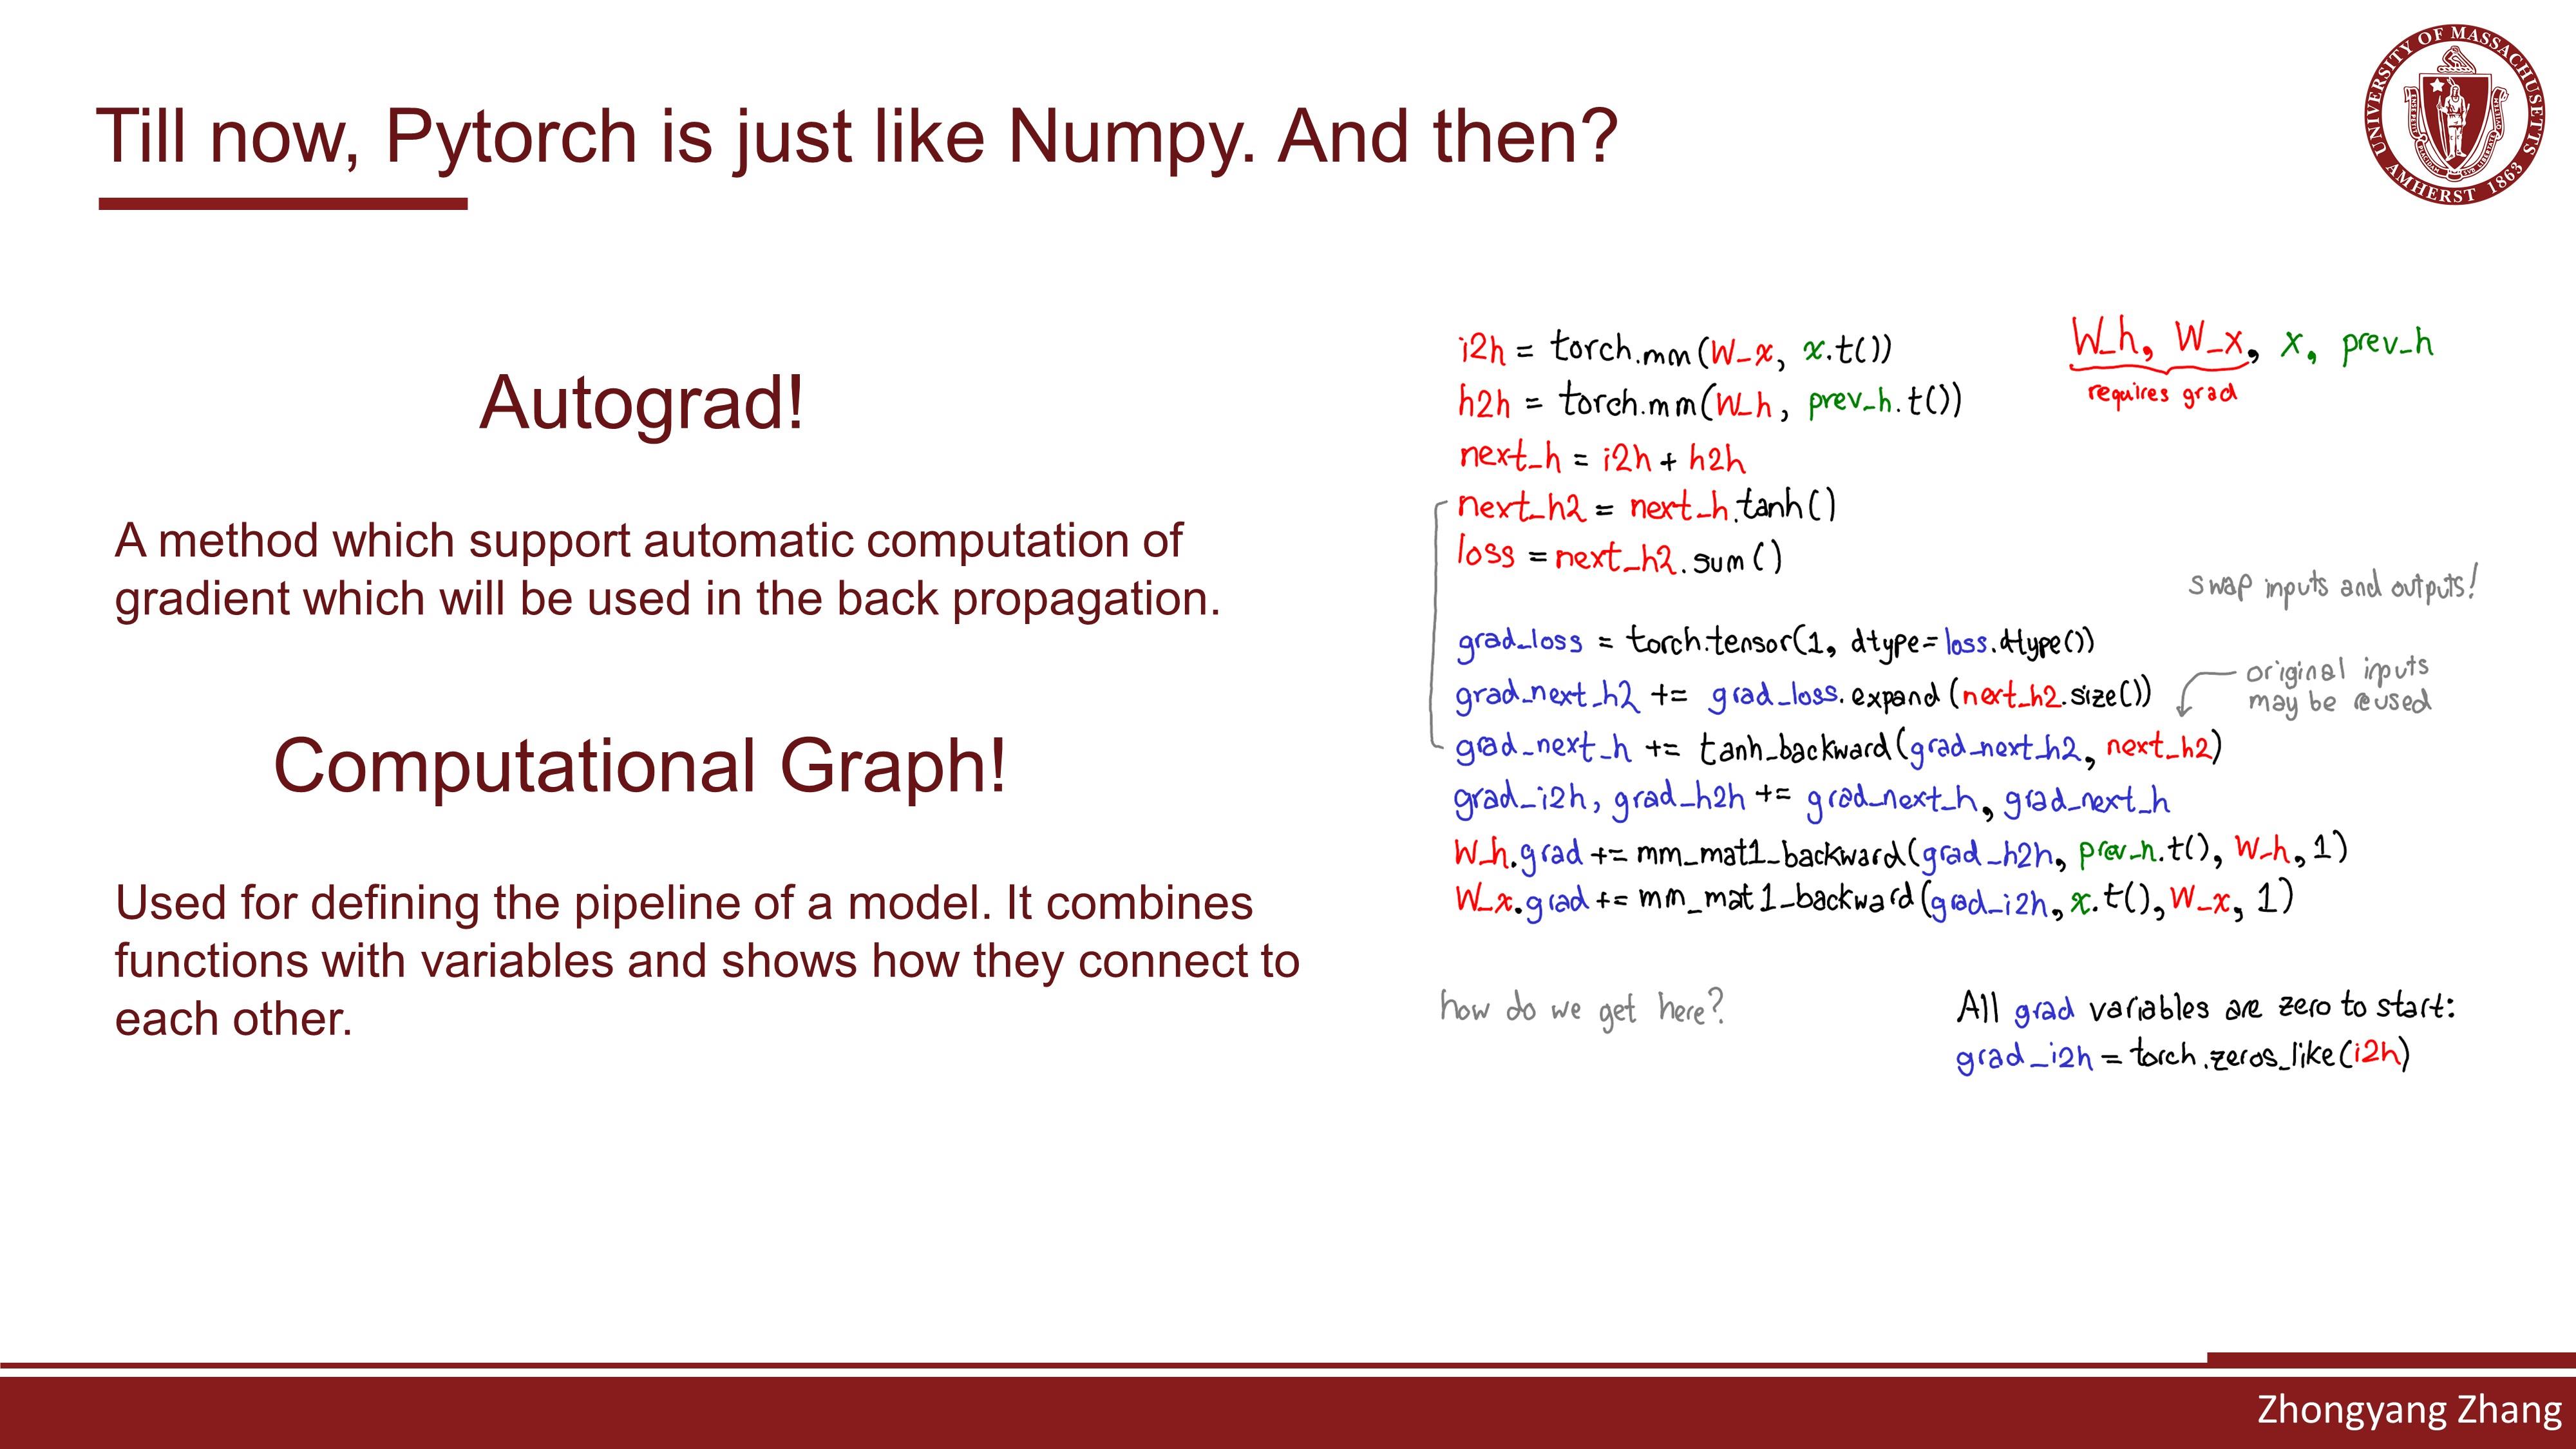 Till now, Pytorch is just like Numpy. And then?
UNIVERSITY OF MASSACHUSETTS
AMHERST 1863
Autograd!
A method which support automatic computation of
gradient which will be used in the back propagation.
Computational Graph!
Used for defining the pipeline of a model. It combines
functions with variables and shows how they connect to
each other.
i2h = torch.mm(W_x, x.t())
h2h = torch.mm(W_h, prev_h.t())
next_h = i2h + h2h
next_h2 = next_h.tanh()
loss = next_h2.sum()
W_h, W_x, x, prev_h
requires grad
swap inputs and outputs!
grad_loss = torch.tensor(1, dtype=loss.dtype())
grad_next_h2 += grad_loss.expand(next_h2.size())
original inputs
may be reused
grad_next_h += tanh_backward(grad_next_h2, next_h2)
grad_i2h, grad_h2h += grad_next_h, grad_next_h
W_h.grad += mm_mat1_backward(grad_h2h, prev_h.t(), W_h, 1)
W_x.grad += mm_mat1_backward(grad_i2h, x.t(), W_x, 1)
how do we get here?
All grad variables are zero to start:
grad_i2h = torch.zeros_like(i2h)
Zhongyang Zhang